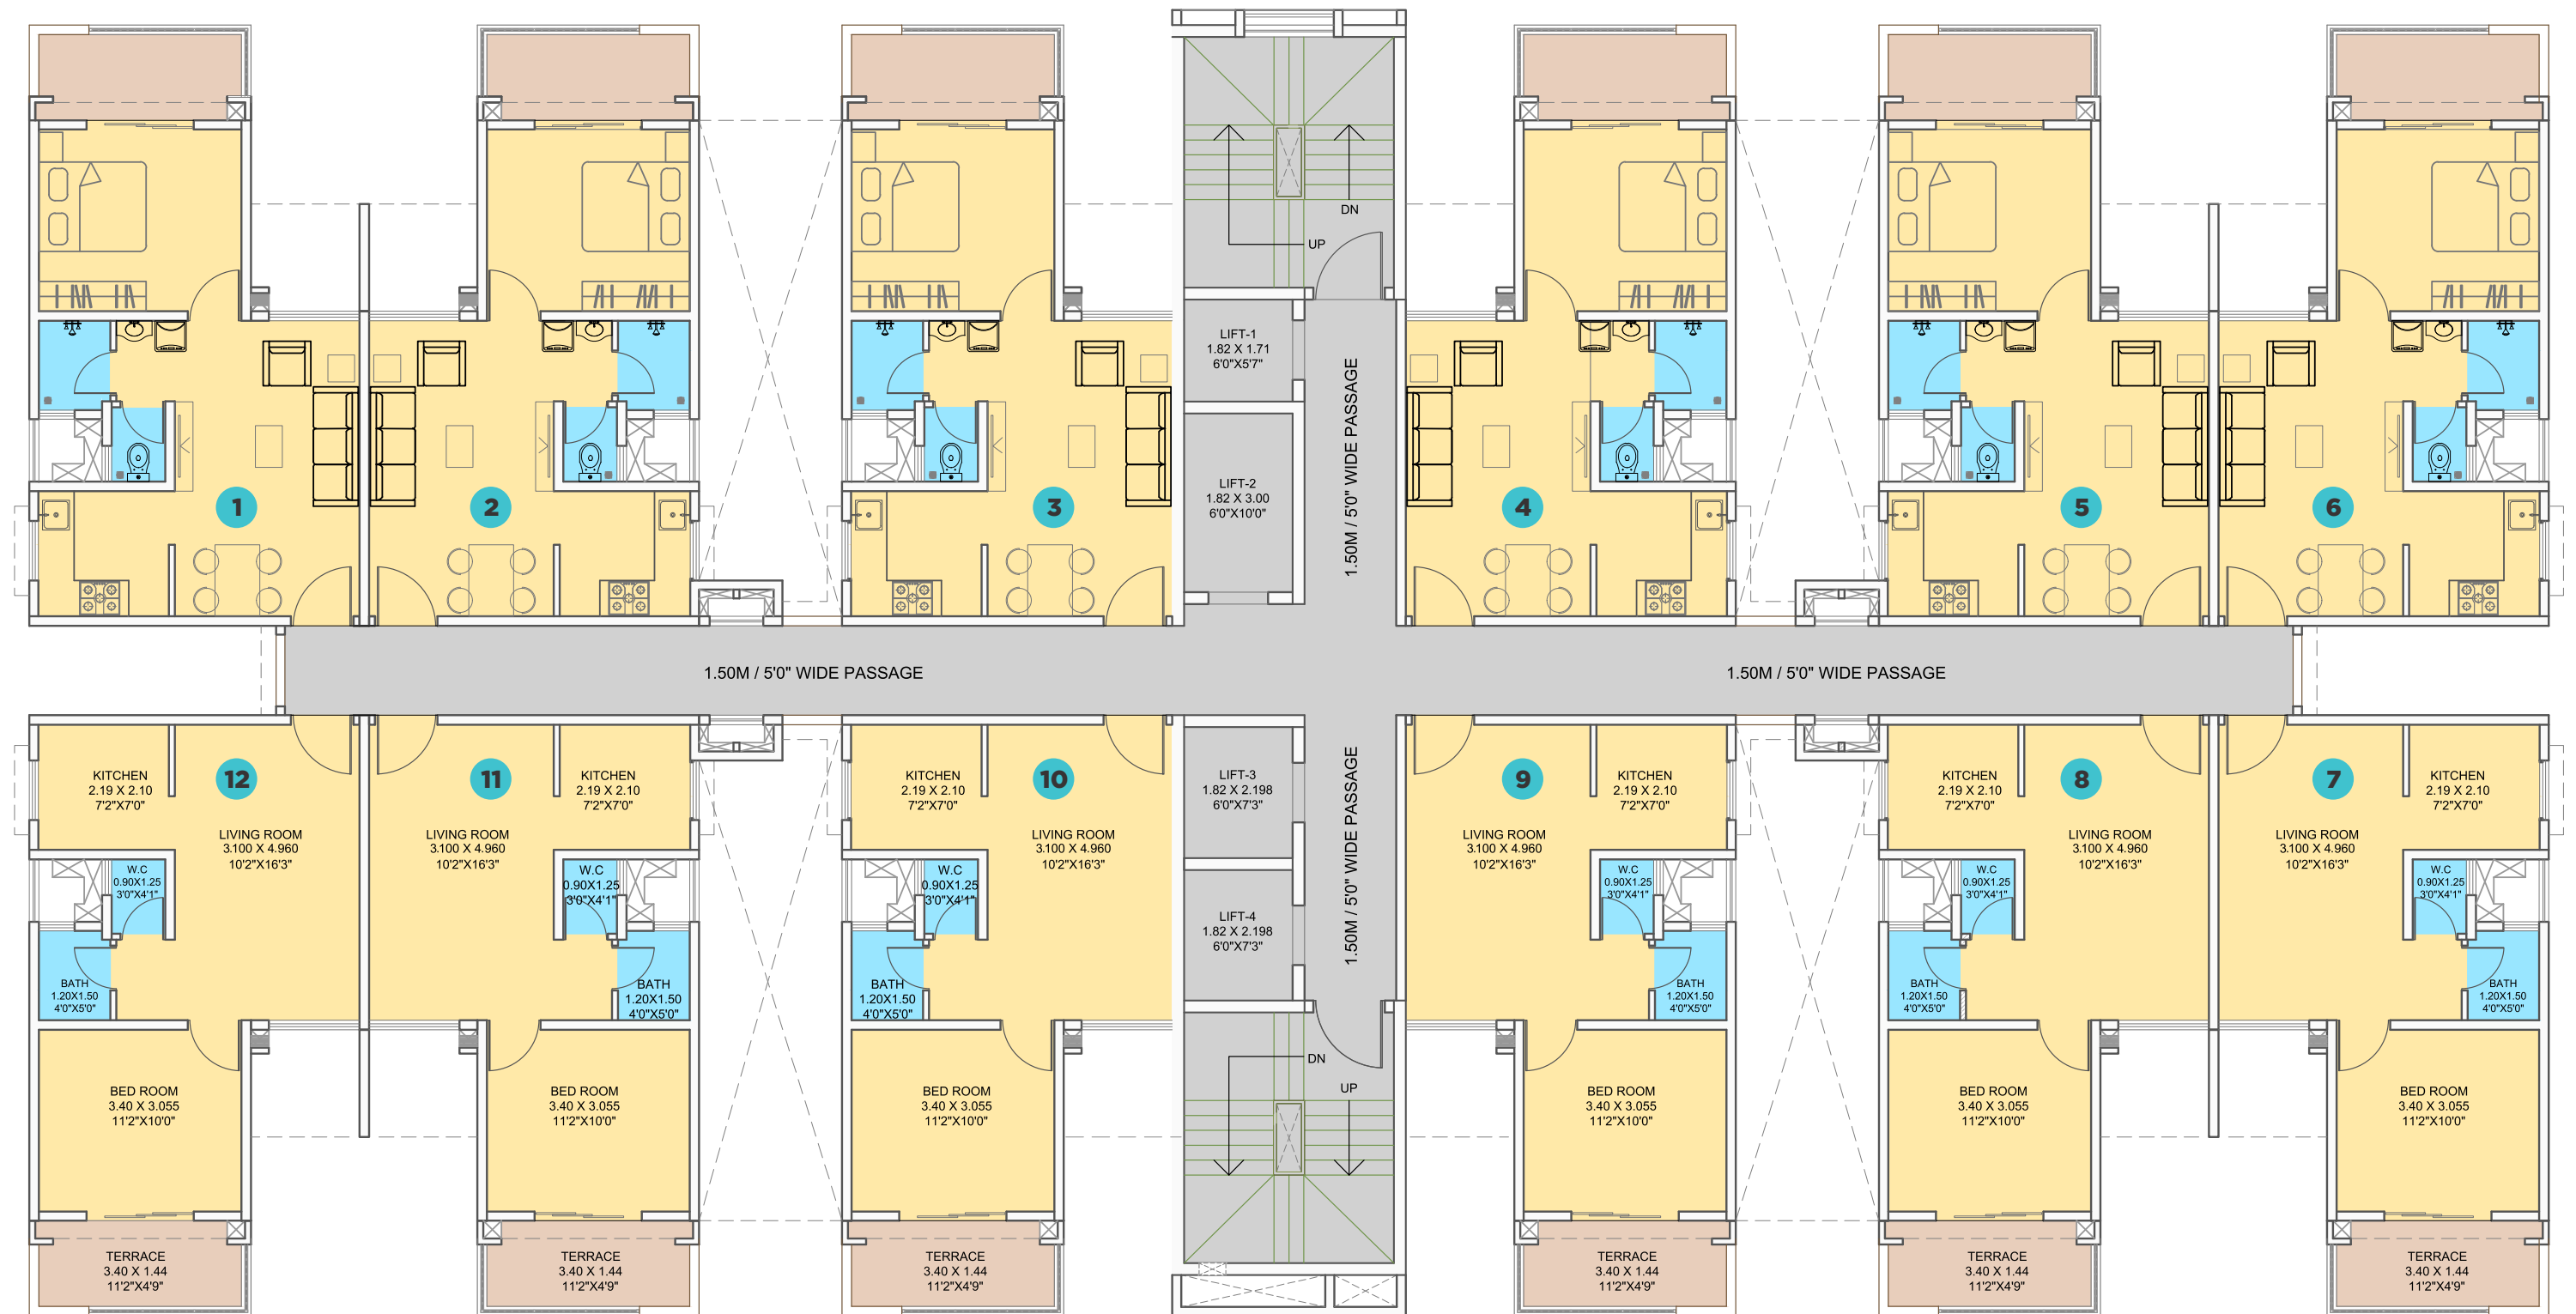 DN
UP
LIFT-1
1.82 X 1.71
6'0"X5'7"
1.50M / 5'0" WIDE PASSAGE
LIFT-2
1.82 X 3.00
6'0"X10'0"
1
2
3
4
5
6
1.50M / 5'0" WIDE PASSAGE
1.50M / 5'0" WIDE PASSAGE
12
11
10
9
8
7
KITCHEN
2.19 X 2.10
7'2"X7'0"
LIVING ROOM
3.100 X 4.960
10'2"X16'3"
W.C
0.90X1.25
3'0"X4'1"
BATH
1.20X1.50
4'0"X5'0"
BED ROOM
3.40 X 3.055
11'2"X10'0"
TERRACE
3.40 X 1.44
11'2"X4'9"
KITCHEN
2.19 X 2.10
7'2"X7'0"
LIVING ROOM
3.100 X 4.960
10'2"X16'3"
W.C
0.90X1.25
3'0"X4'1"
BATH
1.20X1.50
4'0"X5'0"
BED ROOM
3.40 X 3.055
11'2"X10'0"
TERRACE
3.40 X 1.44
11'2"X4'9"
KITCHEN
2.19 X 2.10
7'2"X7'0"
LIVING ROOM
3.100 X 4.960
10'2"X16'3"
W.C
0.90X1.25
3'0"X4'1"
BATH
1.20X1.50
4'0"X5'0"
BED ROOM
3.40 X 3.055
11'2"X10'0"
TERRACE
3.40 X 1.44
11'2"X4'9"
LIFT-3
1.82 X 2.198
6'0"X7'3"
LIFT-4
1.82 X 2.198
6'0"X7'3"
1.50M / 5'0" WIDE PASSAGE
DN
UP
KITCHEN
2.19 X 2.10
7'2"X7'0"
LIVING ROOM
3.100 X 4.960
10'2"X16'3"
W.C
0.90X1.25
3'0"X4'1"
BATH
1.20X1.50
4'0"X5'0"
BED ROOM
3.40 X 3.055
11'2"X10'0"
TERRACE
3.40 X 1.44
11'2"X4'9"
KITCHEN
2.19 X 2.10
7'2"X7'0"
LIVING ROOM
3.100 X 4.960
10'2"X16'3"
W.C
0.90X1.25
3'0"X4'1"
BATH
1.20X1.50
4'0"X5'0"
BED ROOM
3.40 X 3.055
11'2"X10'0"
TERRACE
3.40 X 1.44
11'2"X4'9"
KITCHEN
2.19 X 2.10
7'2"X7'0"
LIVING ROOM
3.100 X 4.960
10'2"X16'3"
W.C
0.90X1.25
3'0"X4'1"
BATH
1.20X1.50
4'0"X5'0"
BED ROOM
3.40 X 3.055
11'2"X10'0"
TERRACE
3.40 X 1.44
11'2"X4'9"